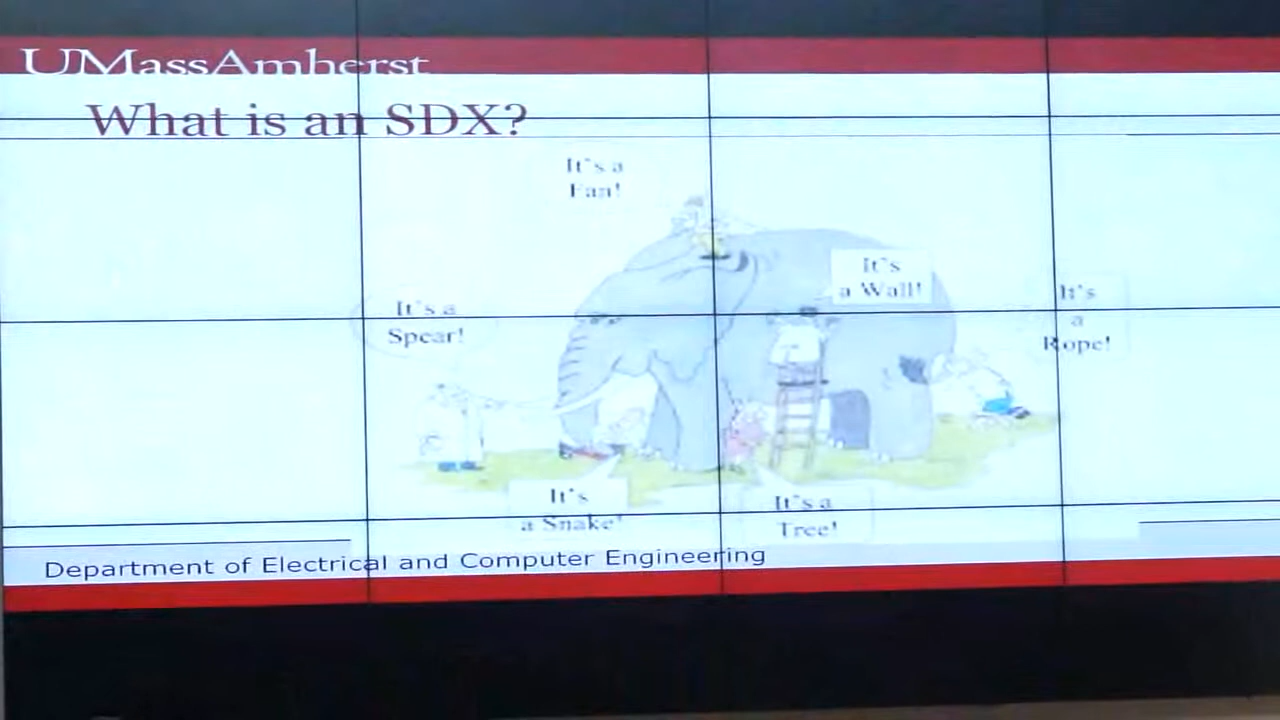 UMassAmherst
What is an SDX?
It's a
Fan!
It's
a Wall!
It's a
Spear!
It's
a
Rope!
It's
a Snake!
It's a
Tree!
Department of Electrical and Computer Engineering